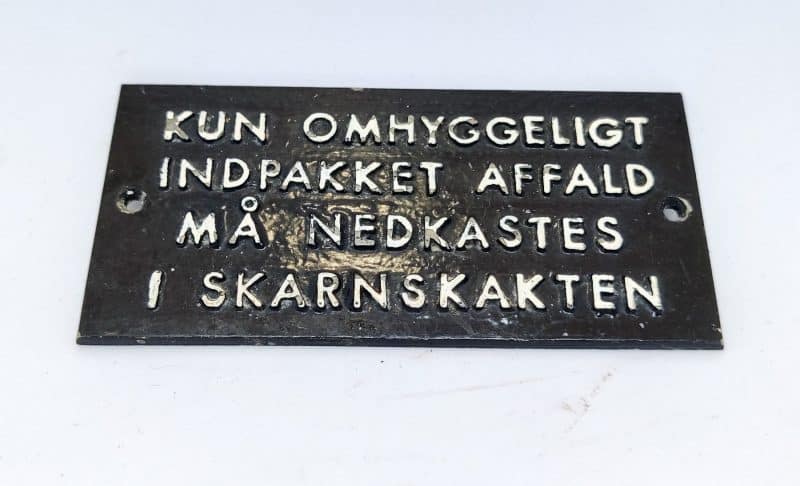 KUN OMHYGGELIGT
INDPAKKET AFFALD
MÅ NEDKASTES
I SKARNSKAKTEN